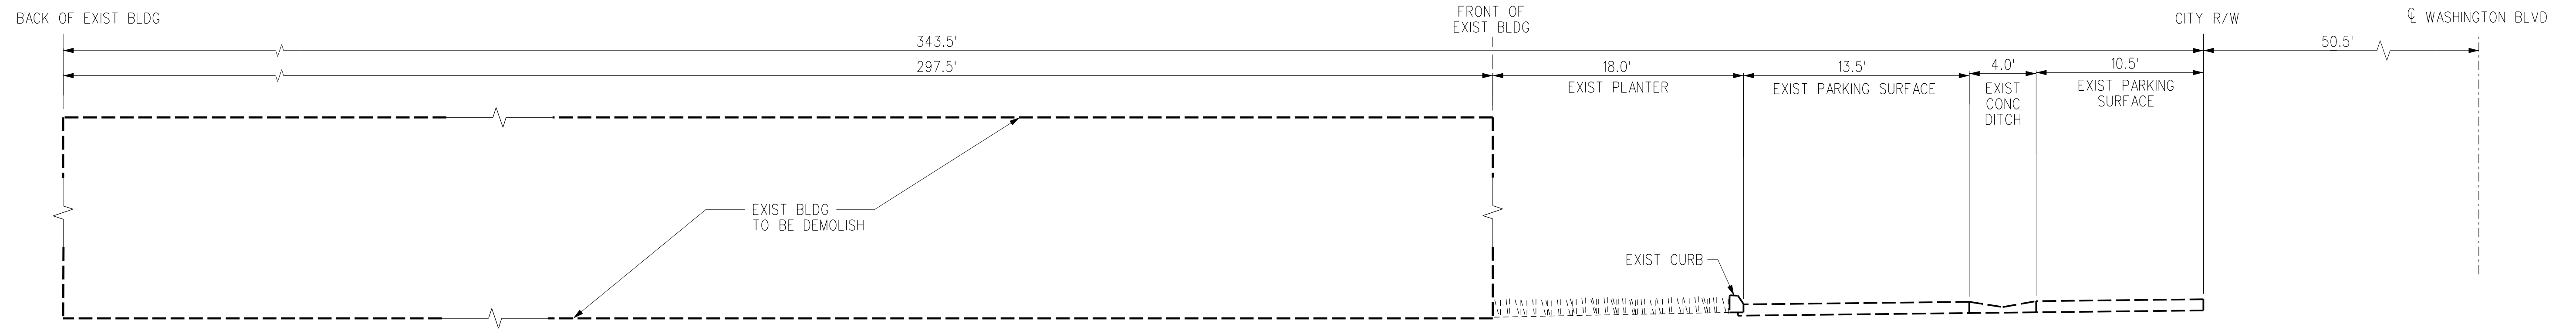 BACK OF EXIST BLDG
FRONT OF
EXIST BLDG
CITY R/W
℄ WASHINGTON BLVD
343.5'
50.5'
297.5'
18.0'
13.5'
4.0'
10.5'
EXIST PLANTER
EXIST PARKING SURFACE
EXIST
CONC
DITCH
EXIST PARKING
SURFACE
EXIST BLDG
TO BE DEMOLISH
EXIST CURB